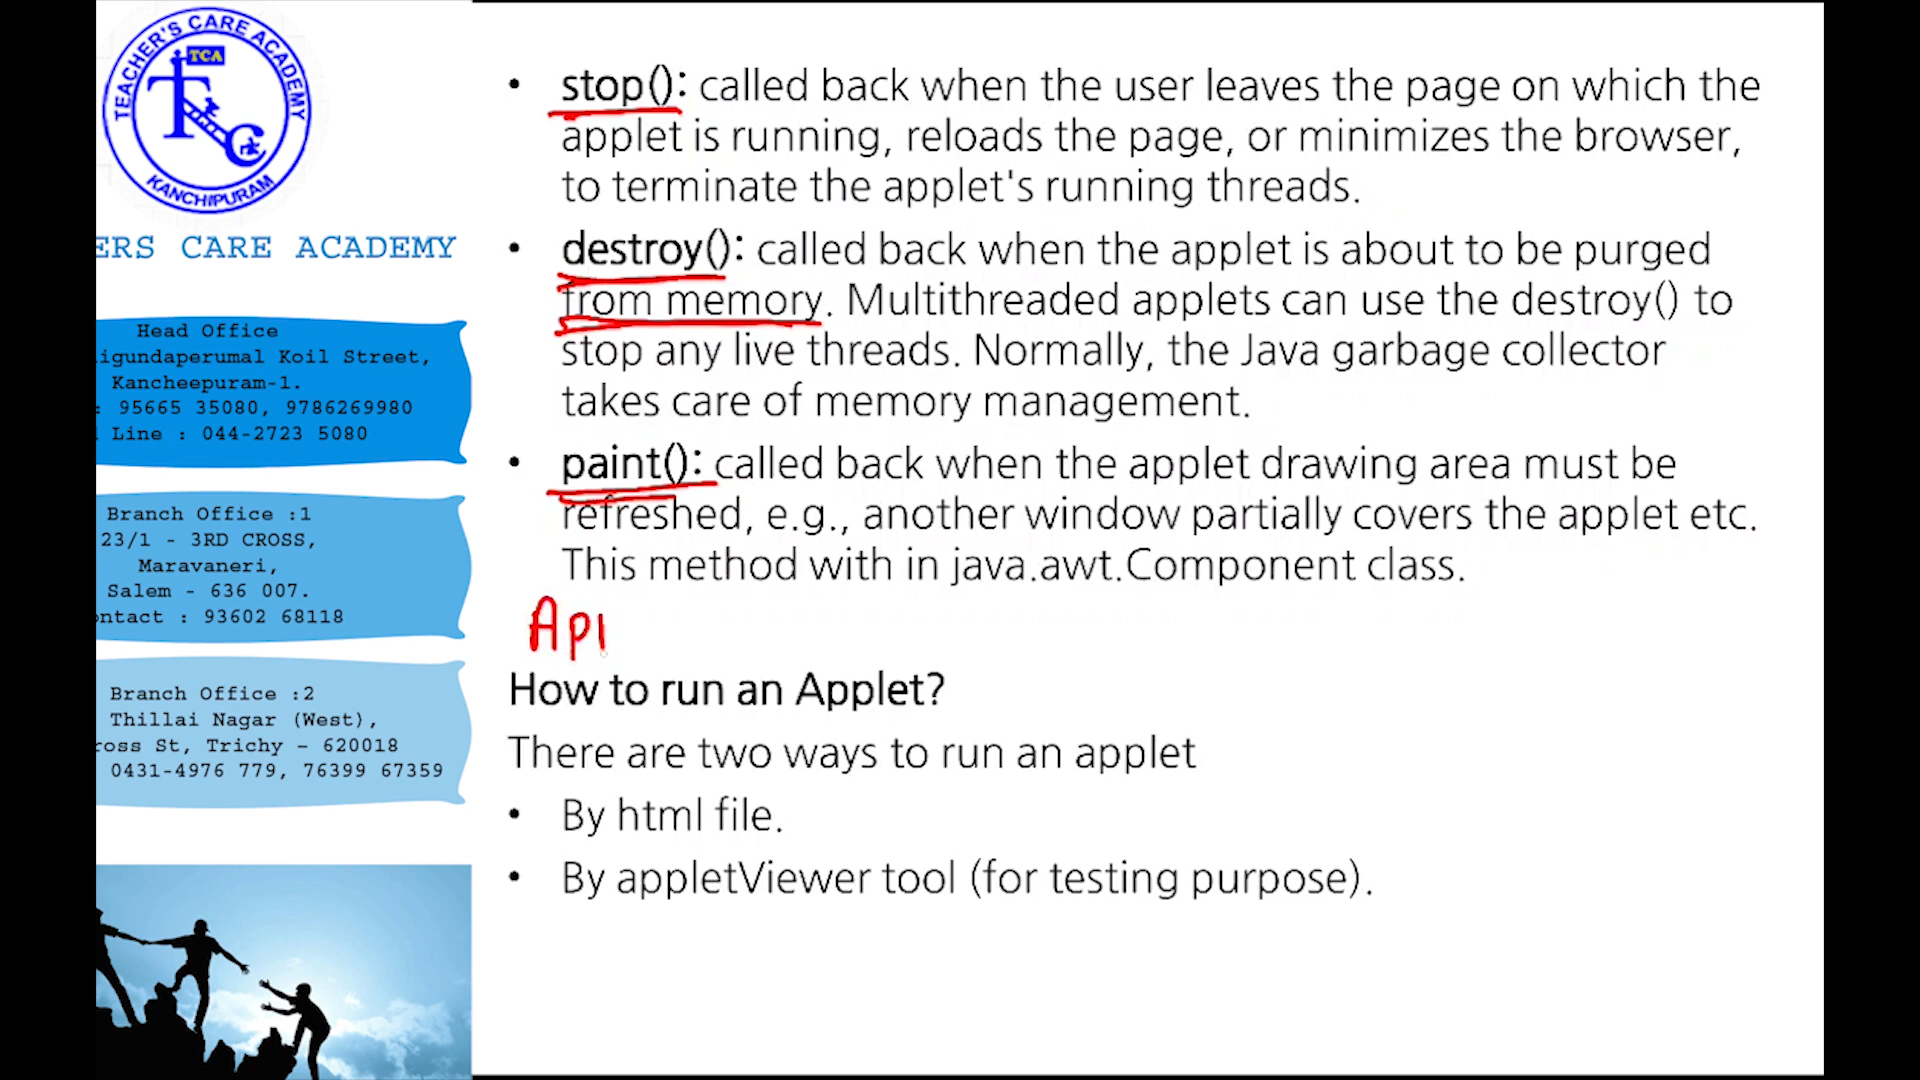 TEACHER'S CARE ACADEMY
TCA
KANCHIPURAM
ERS CARE ACADEMY
Head Office
igundaperumal Koil Street,
Kancheepuram-1.
: 95665 35080, 9786269980
Line : 044-2723 5080
Branch Office :1
23/1 - 3RD CROSS,
Maravaneri,
Salem - 636 007.
ntact : 93602 68118
Branch Office :2
Thillai Nagar (West),
ross St, Trichy – 620018
0431-4976 779, 76399 67359
• stop(): called back when the user leaves the page on which the
applet is running, reloads the page, or minimizes the browser,
to terminate the applet's running threads.
• destroy(): called back when the applet is about to be purged
from memory. Multithreaded applets can use the destroy() to
stop any live threads. Normally, the Java garbage collector
takes care of memory management.
• paint(): called back when the applet drawing area must be
refreshed, e.g., another window partially covers the applet etc.
This method with in java.awt.Component class.
Apl
How to run an Applet?
There are two ways to run an applet
• By html file.
• By appletViewer tool (for testing purpose).